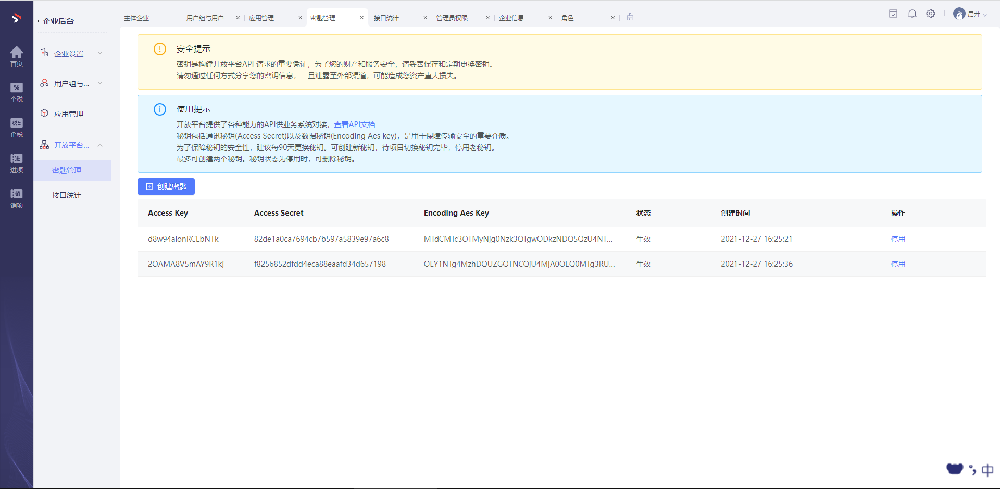 主体企业
用户组与用户
应用管理
密匙管理
接口统计
管理员权限
企业信息
角色
晨开
首页
%
个税
税
企税
进
进项
销
销项
企业后台
企业设置
用户组与...
应用管理
开放平台...
密匙管理
接口统计
安全提示
密钥是构建开放平台API 请求的重要凭证，为了您的财产和服务安全，请妥善保存和定期更换密钥。
请勿通过任何方式分享您的密钥信息，一旦泄露至外部渠道，可能造成您资产重大损失。
使用提示
开放平台提供了各种能力的API供业务系统对接，查看API文档
秘钥包括通讯秘钥(Access Secret)以及数据秘钥(Encoding Aes key)，是用于保障传输安全的重要介质。
为了保障秘钥的安全性，建议每90天更换秘钥。可创建新秘钥，待项目切换秘钥完毕，停用老秘钥。
最多可创建两个秘钥。秘钥状态为停用时，可删除秘钥。
创建密匙
Access Key Access Secret Encoding Aes Key 状态 创建时间 操作
d8w94alonRCEbNTk 82de1a0ca7694cb7b597a5839e97a6c8 MTdCMTc3OTMyNjg0Nzk3QTgwODkzNDQ5QzU4NT... 生效 2021-12-27 16:25:21 停用
2OAMA8V5mAY9R1kj f8256852dfdd4eca88eaafd34d657198 OEY1NTg4MzhDQUZGOTNCQjU4MjA0OEQ0MTg3RU... 生效 2021-12-27 16:25:36 停用
中